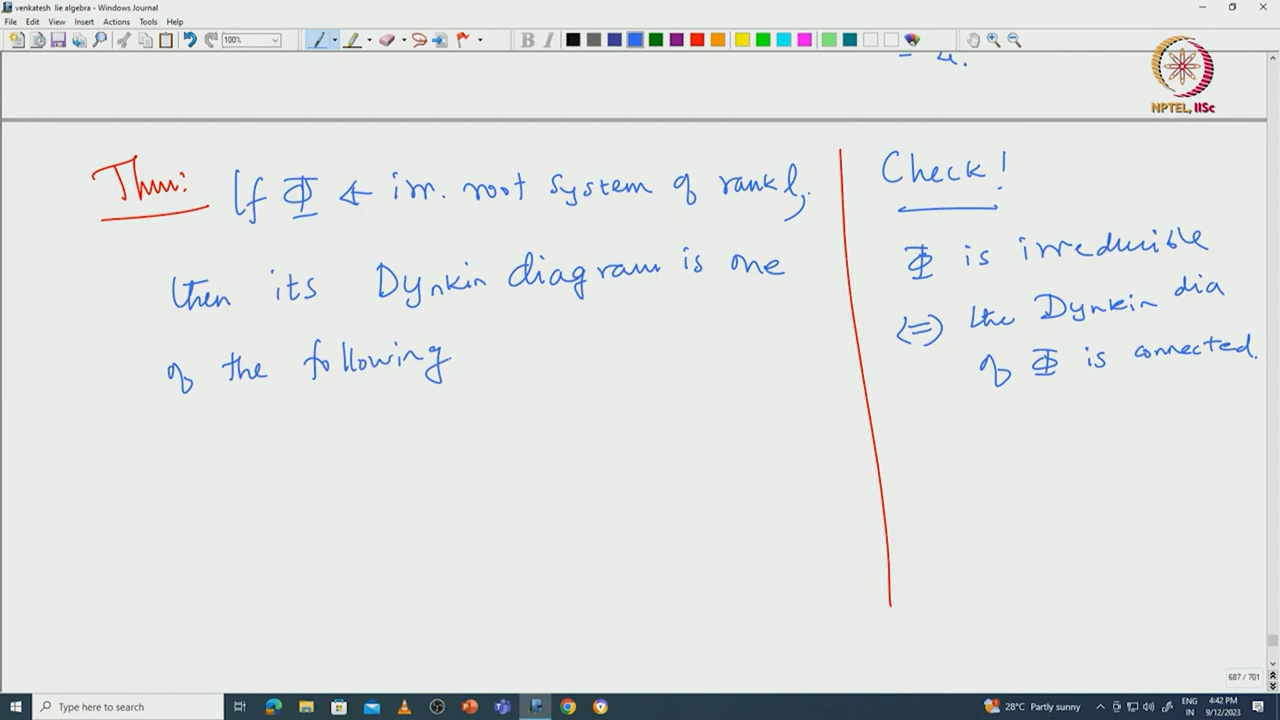 venkatesh lie algebra - Windows Journal
File Edit View Insert Actions Tools Help
100%
NPTEL, IISc
Thm: If Φ ← irr. root system of rank l,
then its Dynkin diagram is one
of the following
Check!
Φ is irreducible
(=) the Dynkin dia
of Φ is connected.
687 / 701
Type here to search
28°C Partly sunny
ENG
IN
4:42 PM
9/12/2023